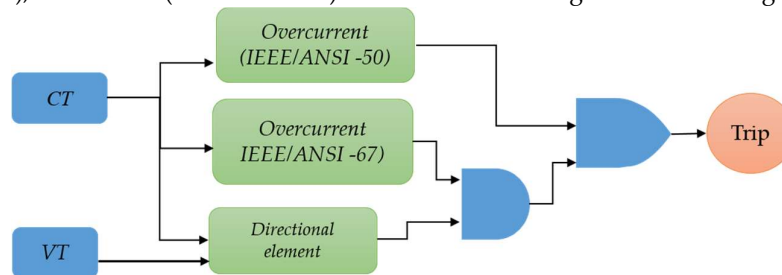 Overcurrent
(IEEE/ANSI -50)
CT
Overcurrent
IEEE/ANSI -67)
Trip
Directional
element
VT